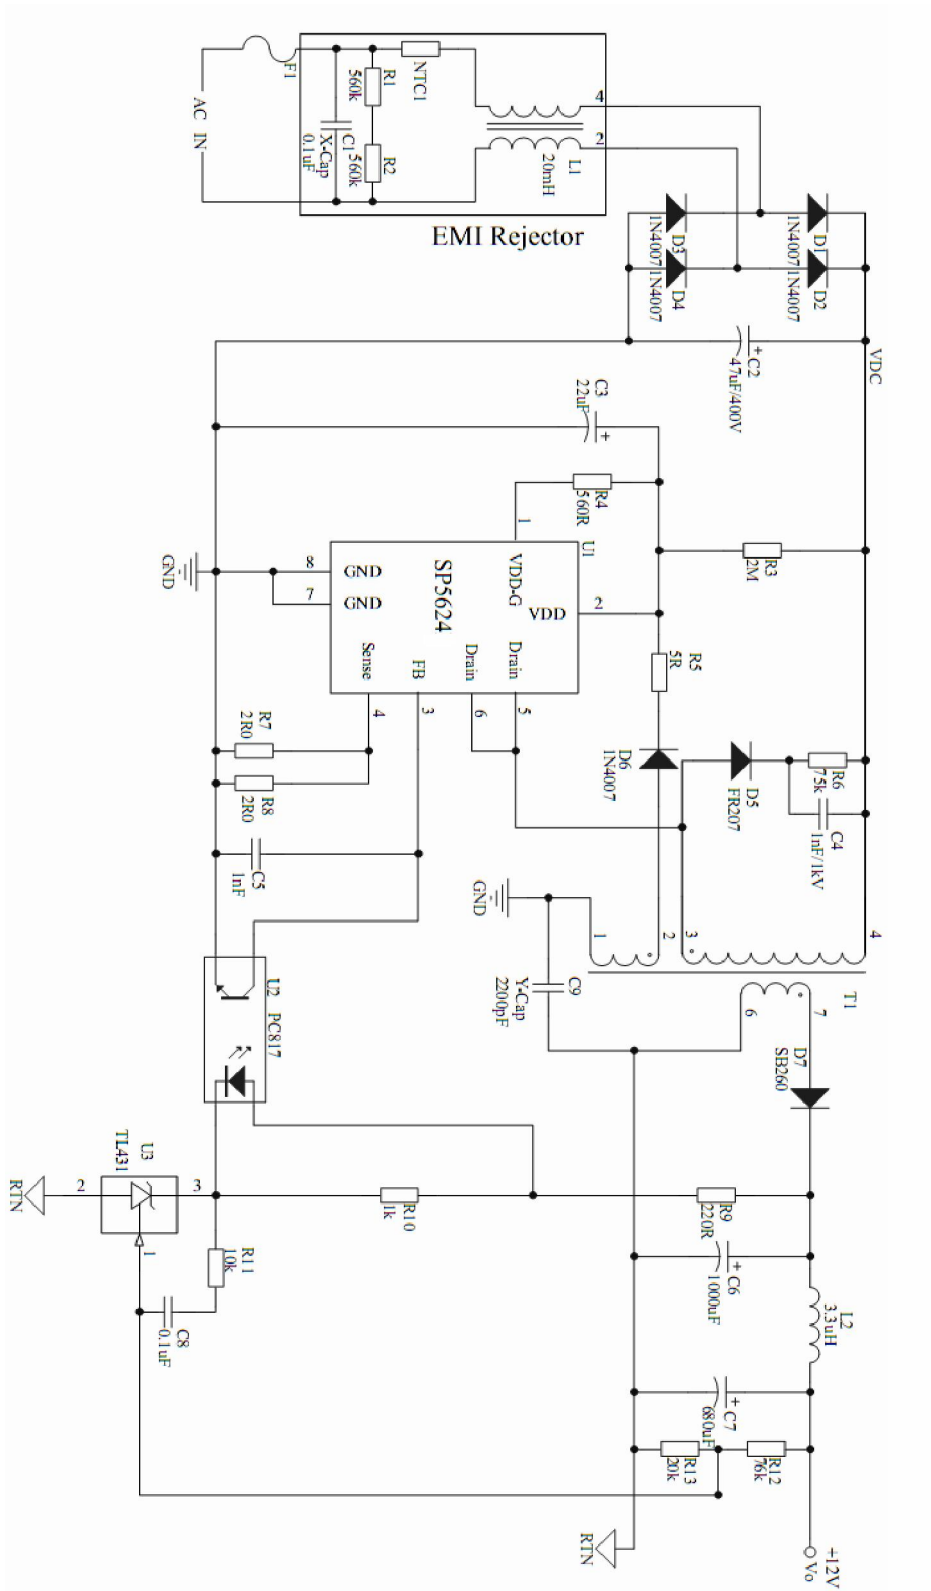 F1
AC IN
R1
560k
NTC1
C1
X-Cap
0.1uF
R2
560k
4
2
L1
20mH
EMI Rejector
D3
1N4007
D1
1N4007
D4
1N4007
D2
1N4007
VDC
C2
47uF/400V
+
C3
22uF
+
R4
560R
1
U1
R3
2M
GND
8
GND
7
GND
SP5624
VDD-G
VDD
2
Sense
FB
Drain
Drain
4
3
6
5
R5
5R
R7
2R0
R8
2R0
D6
1N4007
D5
FR207
R6
75k
C4
1nF/1kV
C5
1nF
GND
1
2
3
4
C9
Y-Cap
2200pF
T1
6
7
U2
PC817
D7
SB260
U3
TL431
RTN
2
3
1
R10
1k
R9
220R
R11
10k
C8
0.1uF
C6
1000uF
+
L2
3.3uH
C7
680uF
+
R13
20k
R12
76k
RTN
+12V
Vo